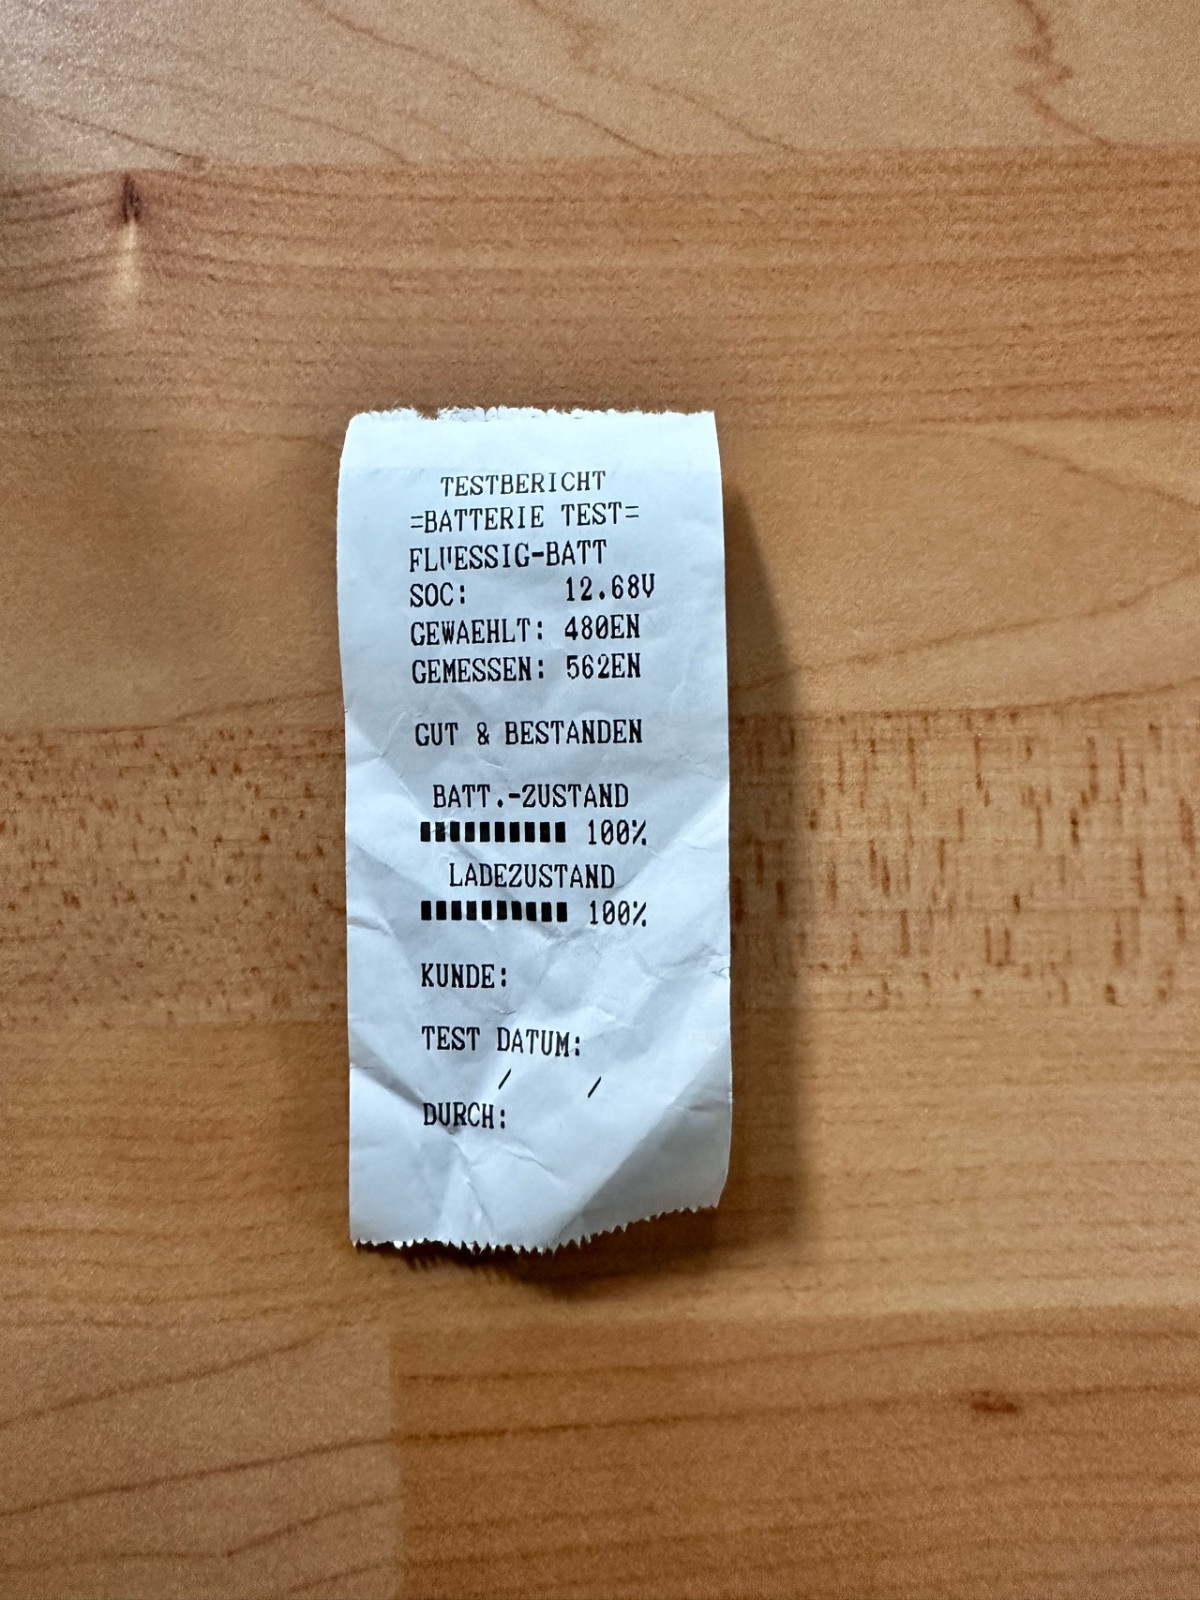 TESTBERICHT
=BATTERIE TEST=
FLUESSIG-BATT
SOC: 12.68V
GEWAEHLT: 480EN
GEMESSEN: 562EN
GUT & BESTANDEN
BATT.-ZUSTAND
100%
LADEZUSTAND
100%
KUNDE:
TEST DATUM:
/ /
DURCH: